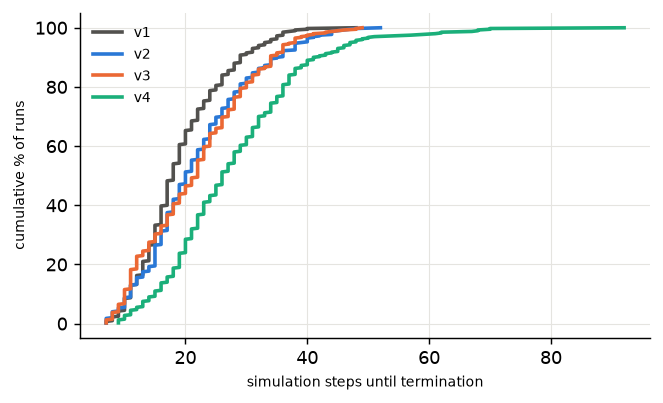 v1
v2
v3
v4
100
80
60
40
20
0
cumulative % of runs
20 40 60 80
simulation steps until termination